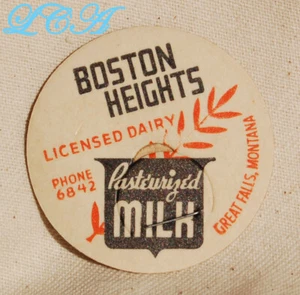 LCA
BOSTON
HEIGHTS
LICENSED DAIRY
PHONE
6842
Pasteurized
MILK
GREAT FALLS, MONTANA